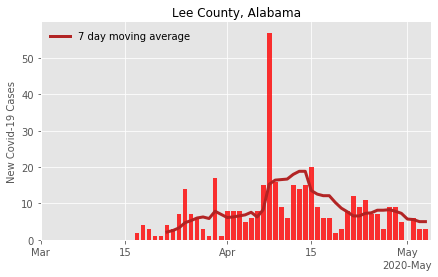 Lee County, Alabama
7 day moving average
New Covid-19 Cases
50
40
30
20
10
0
Mar
15
Apr
15
May
2020-May